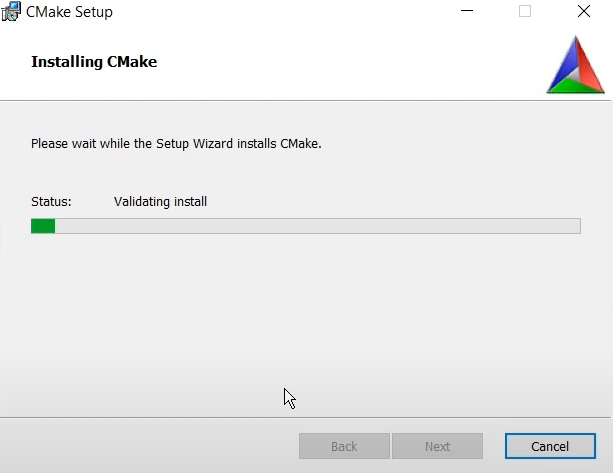 CMake Setup
Installing CMake
Please wait while the Setup Wizard installs CMake.
Status: Validating install
Back Next Cancel